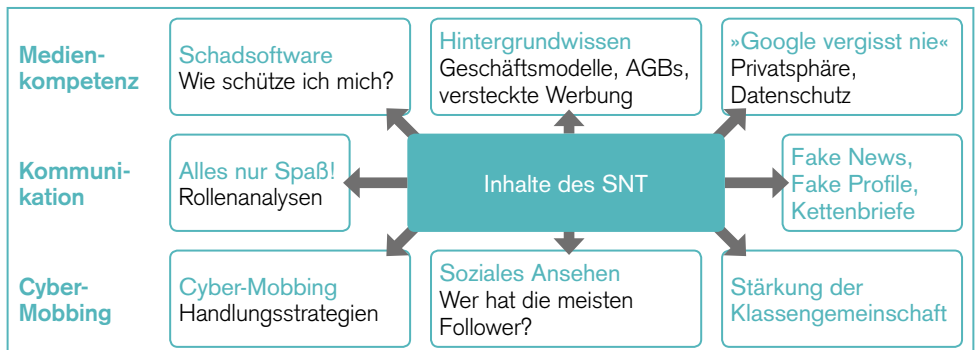 Medien-
kompetenz
Schadsoftware
Wie schütze ich mich?
Hintergrundwissen
Geschäftsmodelle, AGBs,
versteckte Werbung
»Google vergisst nie«
Privatsphäre,
Datenschutz
Kommuni-
kation
Alles nur Spaß!
Rollenanalysen
Inhalte des SNT
Fake News,
Fake Profile,
Kettenbriefe
Cyber-
Mobbing
Cyber-Mobbing
Handlungsstrategien
Soziales Ansehen
Wer hat die meisten
Follower?
Stärkung der
Klassengemeinschaft